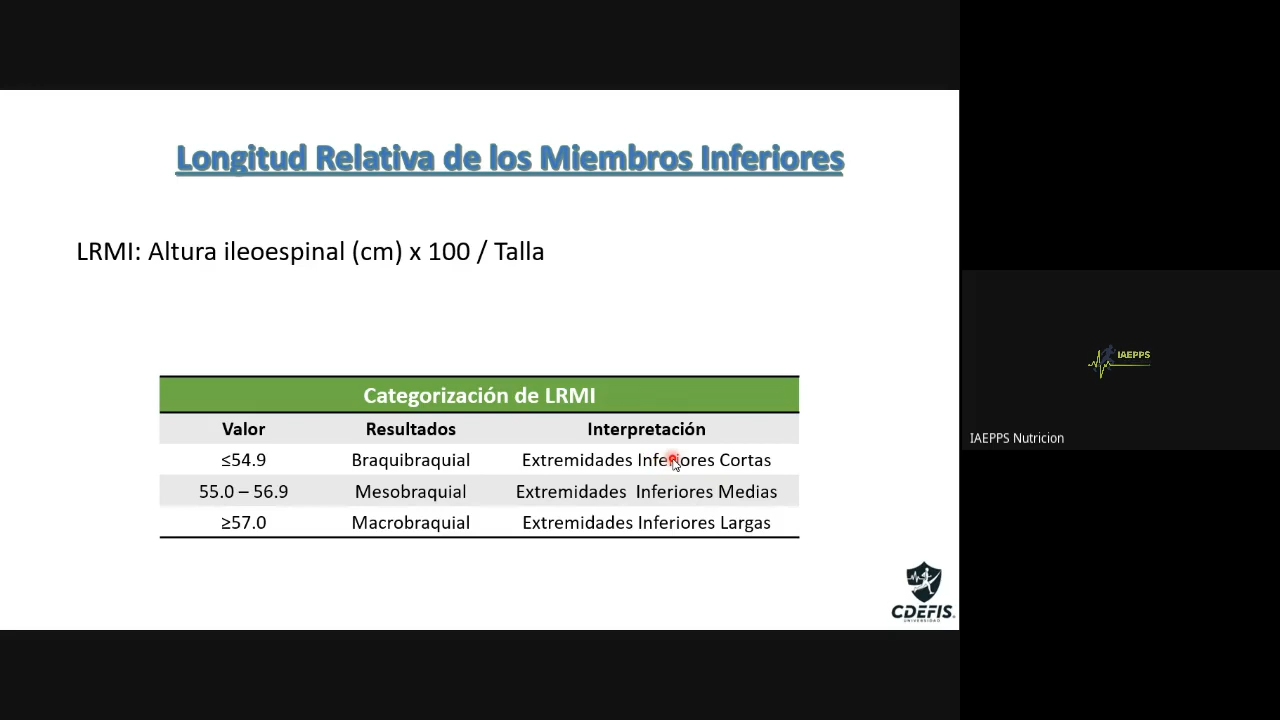 Longitud Relativa de los Miembros Inferiores
LRMI: Altura ileoespinal (cm) x 100 / Talla
Categorización de LRMI
Valor Resultados Interpretación
≤54.9 Braquibraquial Extremidades Inferiores Cortas
55.0 – 56.9 Mesobraquial Extremidades Inferiores Medias
≥57.0 Macrobraquial Extremidades Inferiores Largas
CDEFIS
UNIVERSIDAD
IAEPPS
IAEPPS Nutricion